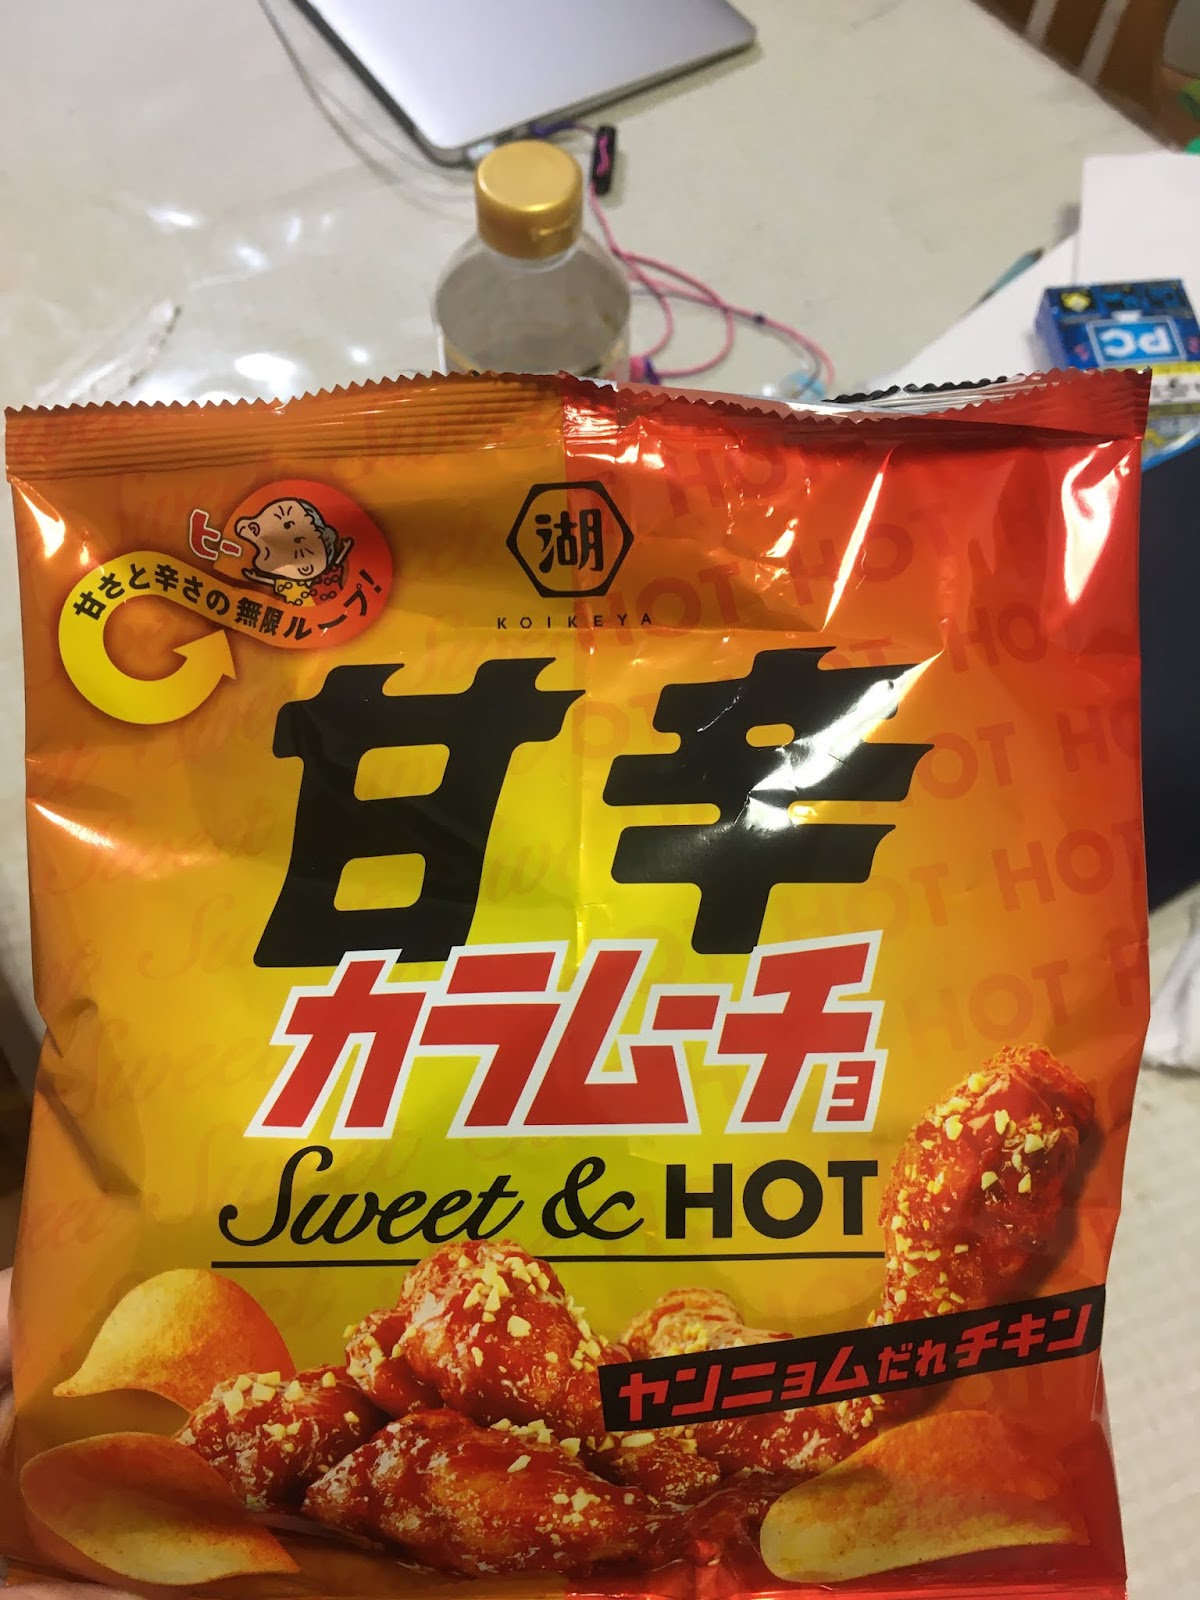 ヒー
甘さと辛さの無限ループ!
湖
KOIKEYA
甘辛
カラムーチョ
Sweet & HOT
ヤンニョムだれチキン
PC